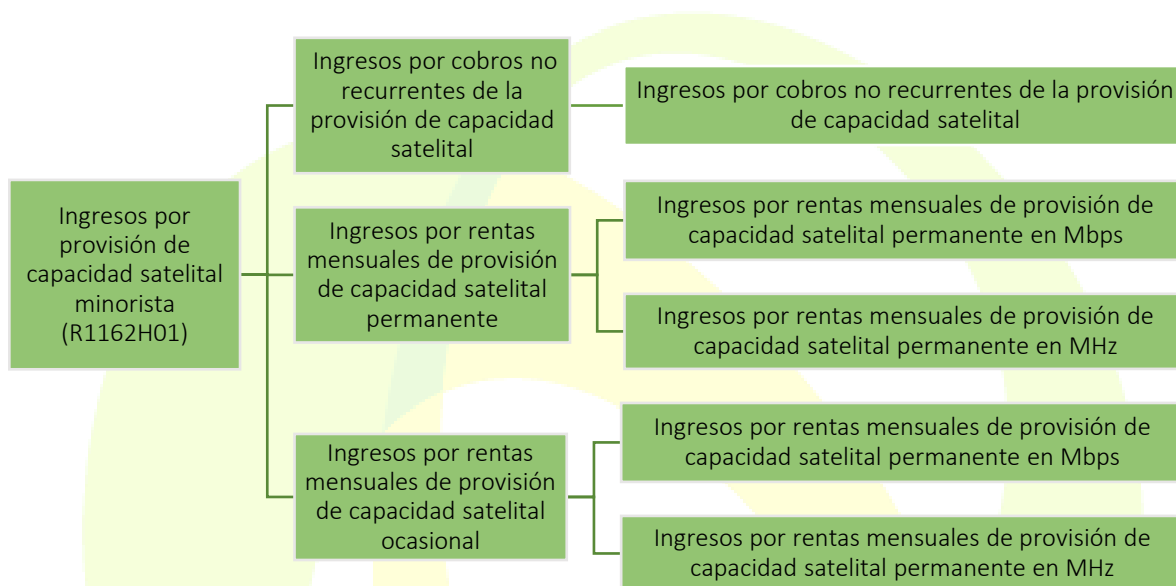 Ingresos por
provisión de
capacidad satelital
minorista
(R1162H01)
Ingresos por cobros no
recurrentes de la
provisión de capacidad
satelital
Ingresos por cobros no recurrentes de la provisión
de capacidad satelital
Ingresos por rentas
mensuales de provisión
de capacidad satelital
permanente
Ingresos por rentas mensuales de provisión de
capacidad satelital permanente en Mbps
Ingresos por rentas mensuales de provisión de
capacidad satelital permanente en MHz
Ingresos por rentas
mensuales de provisión
de capacidad satelital
ocasional
Ingresos por rentas mensuales de provisión de
capacidad satelital permanente en Mbps
Ingresos por rentas mensuales de provisión de
capacidad satelital permanente en MHz